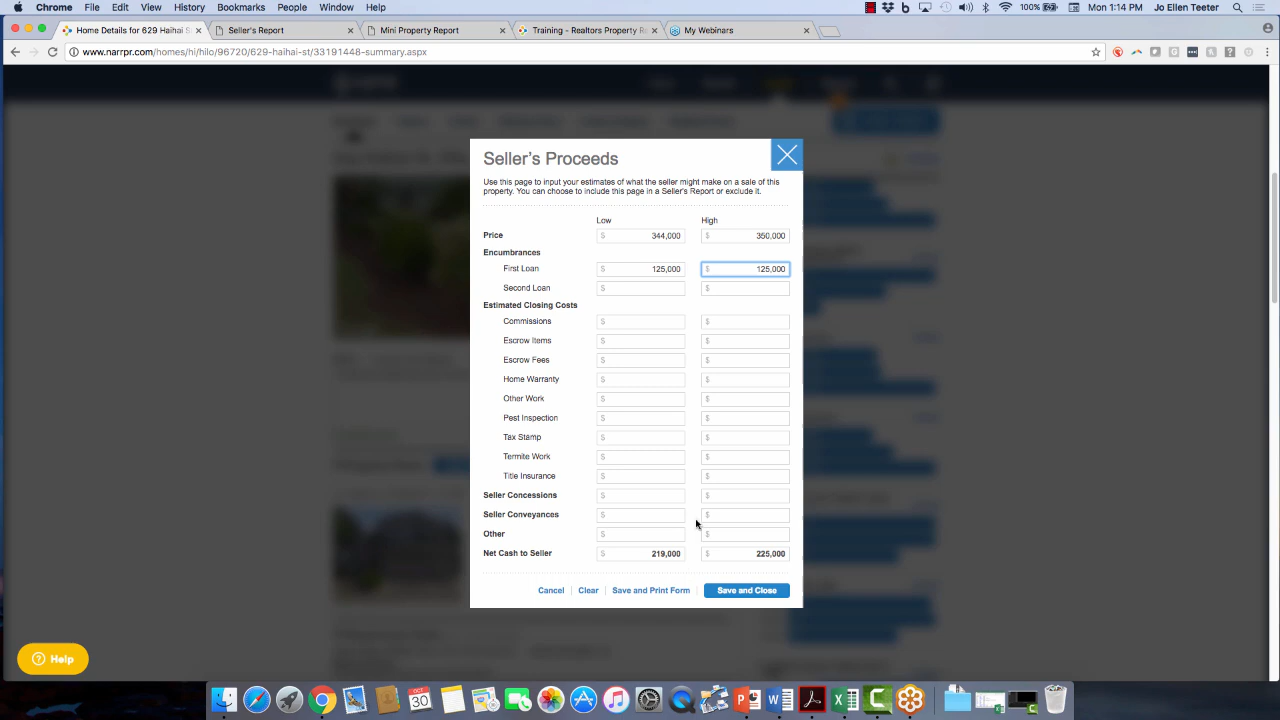 Chrome File Edit View History Bookmarks People Window Help 100% Mon 1:14 PM Jo Ellen Teeter
Home Details for 629 Haihai S Seller's Report Mini Property Report Training - Realtors Property R My Webinars
www.narrpr.com/homes/hi/hilo/96720/629-haihai-st/33191448-summary.aspx
Seller's Proceeds
Use this page to input your estimates of what the seller might make on a sale of this
property. You can choose to include this page in a Seller's Report or exclude it.
Low High
Price $ 344,000 $ 350,000
Encumbrances
First Loan $ 125,000 $ 125,000
Second Loan $ $
Estimated Closing Costs
Commissions $ $
Escrow Items $ $
Escrow Fees $ $
Home Warranty $ $
Other Work $ $
Pest Inspection $ $
Tax Stamp $ $
Termite Work $ $
Title Insurance $ $
Seller Concessions $ $
Seller Conveyances $ $
Other $ $
Net Cash to Seller $ 219,000 $ 225,000
Cancel Clear Save and Print Form Save and Close
? Help
OCT
30